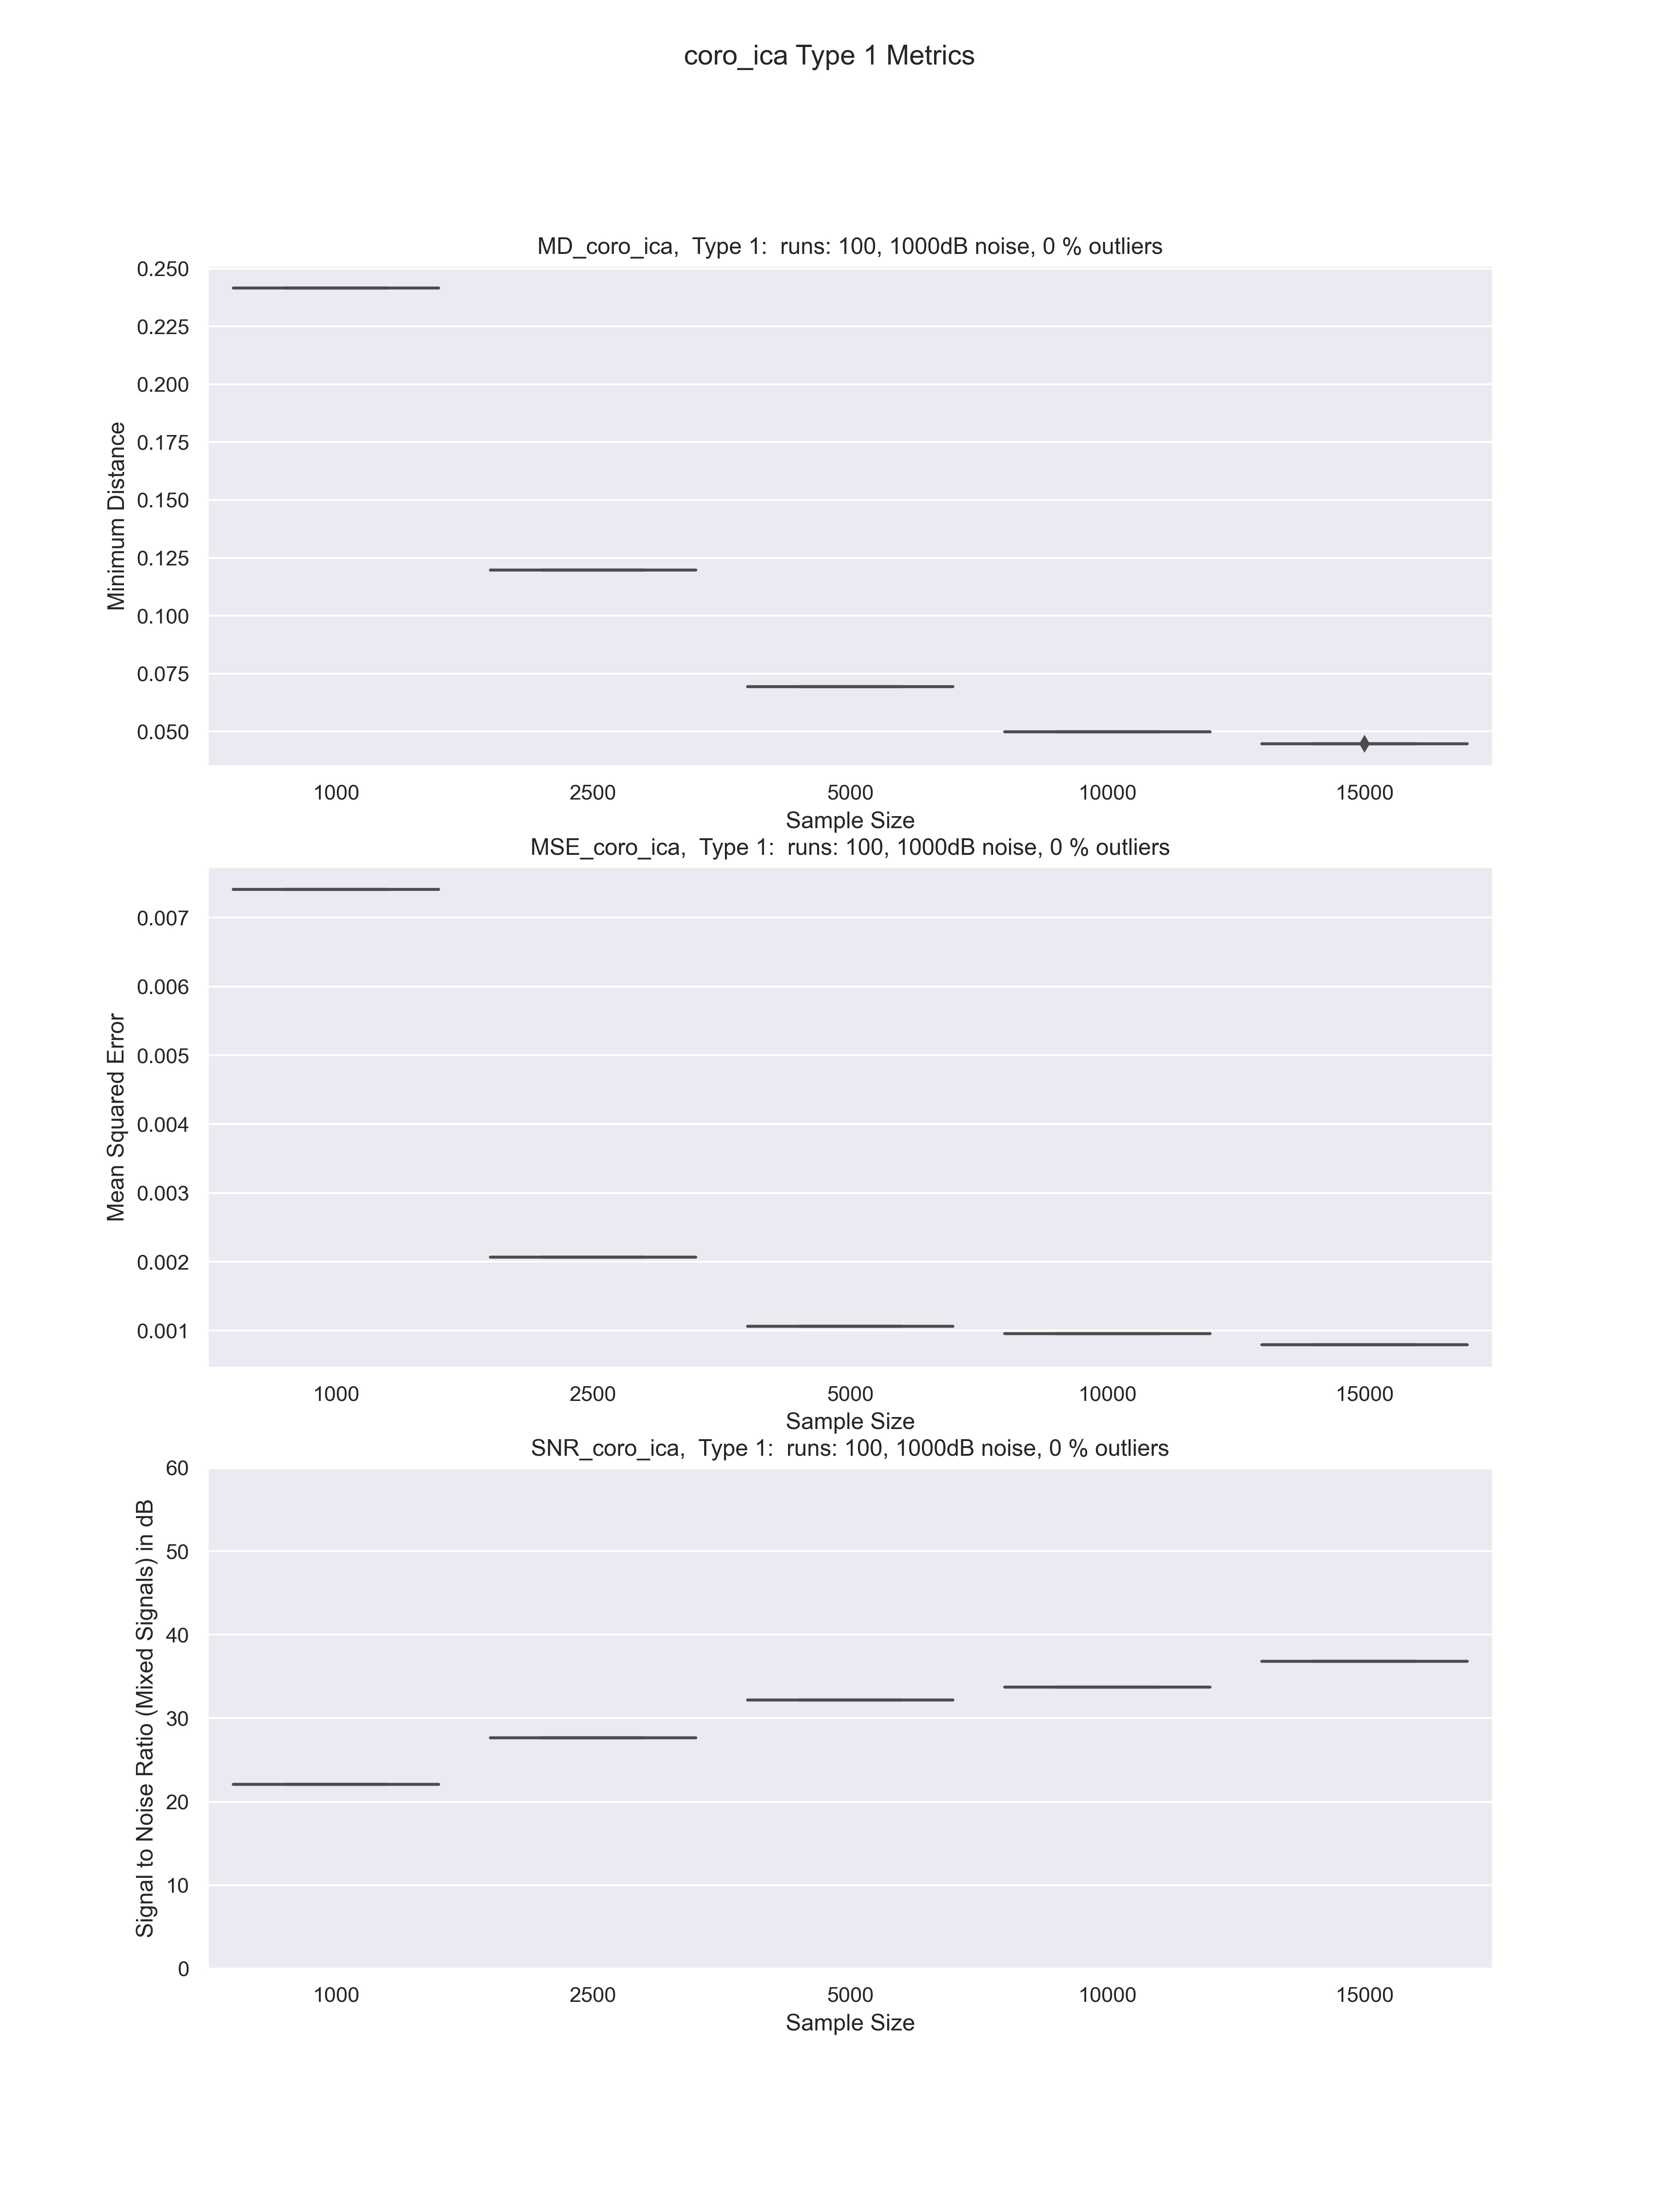 coro_ica Type 1 Metrics
MD_coro_ica,  Type 1:  runs: 100, 1000dB noise, 0 % outliers
0.250
0.225
0.200
0.175
0.150
0.125
0.100
0.075
0.050
Minimum Distance
1000 2500 5000 10000 15000
Sample Size
MSE_coro_ica,  Type 1:  runs: 100, 1000dB noise, 0 % outliers
0.007
0.006
0.005
0.004
0.003
0.002
0.001
Mean Squared Error
1000 2500 5000 10000 15000
Sample Size
SNR_coro_ica,  Type 1:  runs: 100, 1000dB noise, 0 % outliers
60
50
40
30
20
10
0
Signal to Noise Ratio (Mixed Signals) in dB
1000 2500 5000 10000 15000
Sample Size